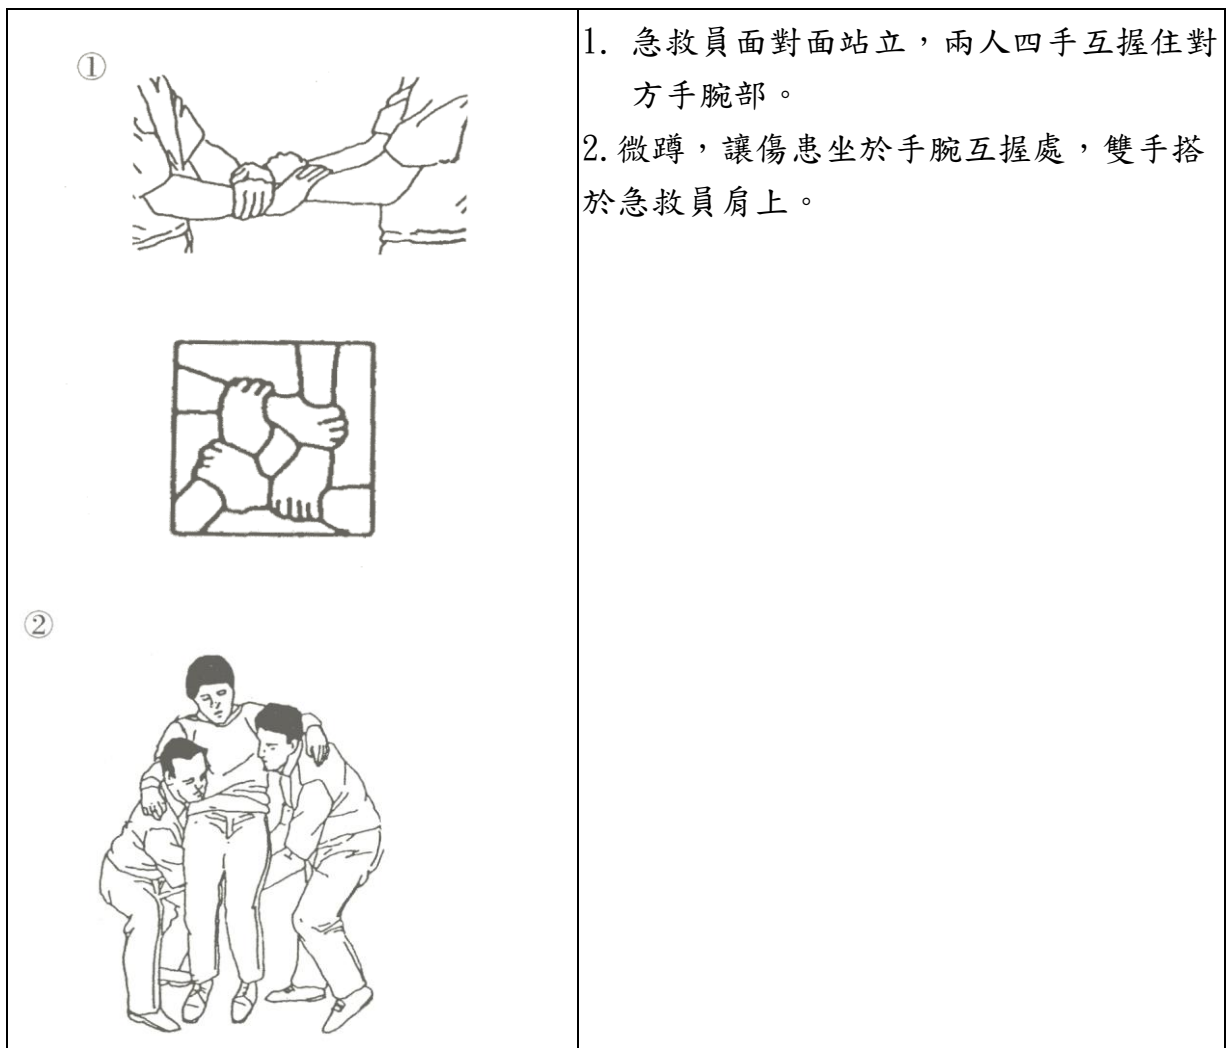 ①
②
1. 急救員面對面站立，兩人四手互握住對
方手腕部。
2.微蹲，讓傷患坐於手腕互握處，雙手搭
於急救員肩上。